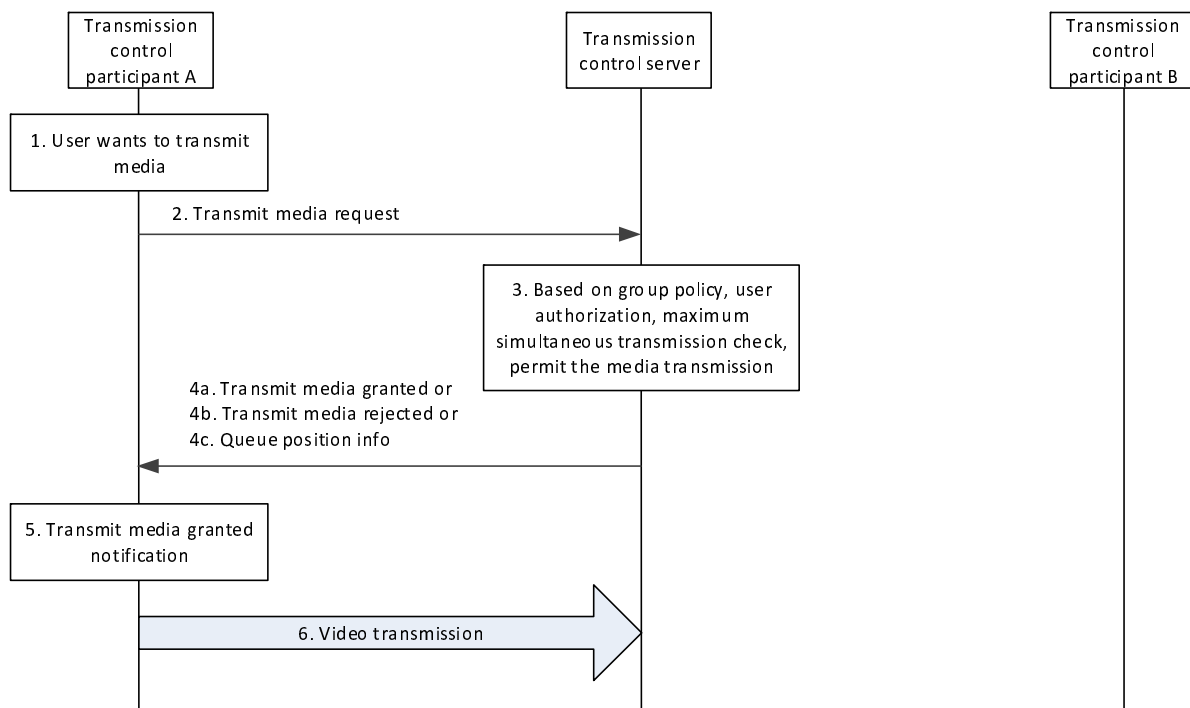 Transmission
control
participant A
Transmission
control server
Transmission
control
participant B
1. User wants to transmit
media
2. Transmit media request
3. Based on group policy, user
authorization, maximum
simultaneous transmission check,
permit the media transmission
4a. Transmit media granted or
4b. Transmit media rejected or
4c. Queue position info
5. Transmit media granted
notification
6. Video transmission